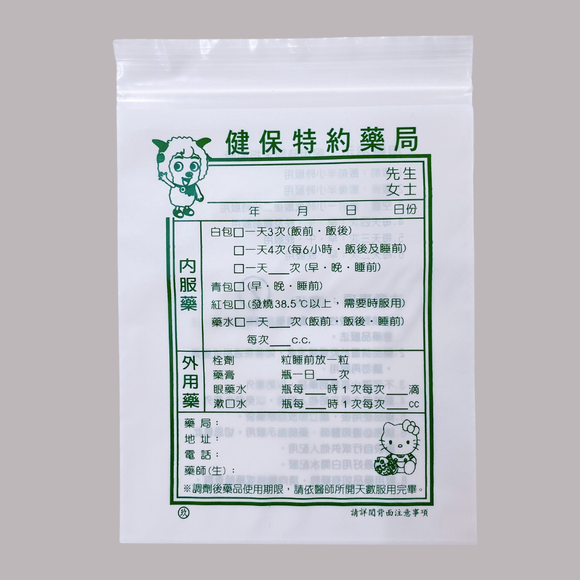 健保特約藥局
先生
女士
年 月 日 日份
內服藥
白包□一天3次(飯前・飯後)
□一天4次(每6小時・飯後及睡前)
□一天___次(早・晚・睡前)
青包□(早・晚・睡前)
紅包□(發燒38.5℃以上，需要時服用)
藥水□一天___次(飯前・飯後・睡前)
每次___c.c.
外用藥
栓劑 粒睡前放一粒
藥膏 瓶一日___次
眼藥水 瓶每___時1次每次___滴
漱口水 瓶每___時1次每次___cc
藥局：
地址：
電話：
藥師(生)：
※調劑後藥品使用期限，請依醫師所開天數服用完畢。
玖
請詳閱背面注意事項